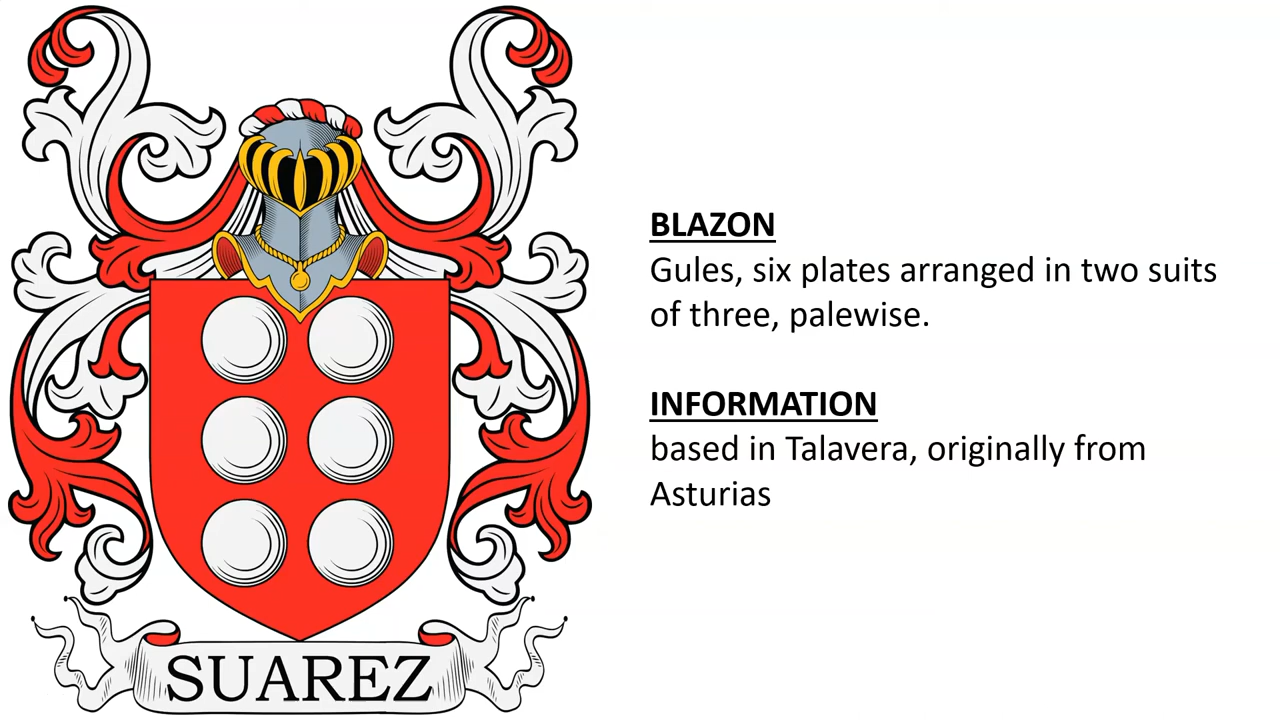 SUAREZ
BLAZON
Gules, six plates arranged in two suits
of three, palewise.
INFORMATION
based in Talavera, originally from
Asturias